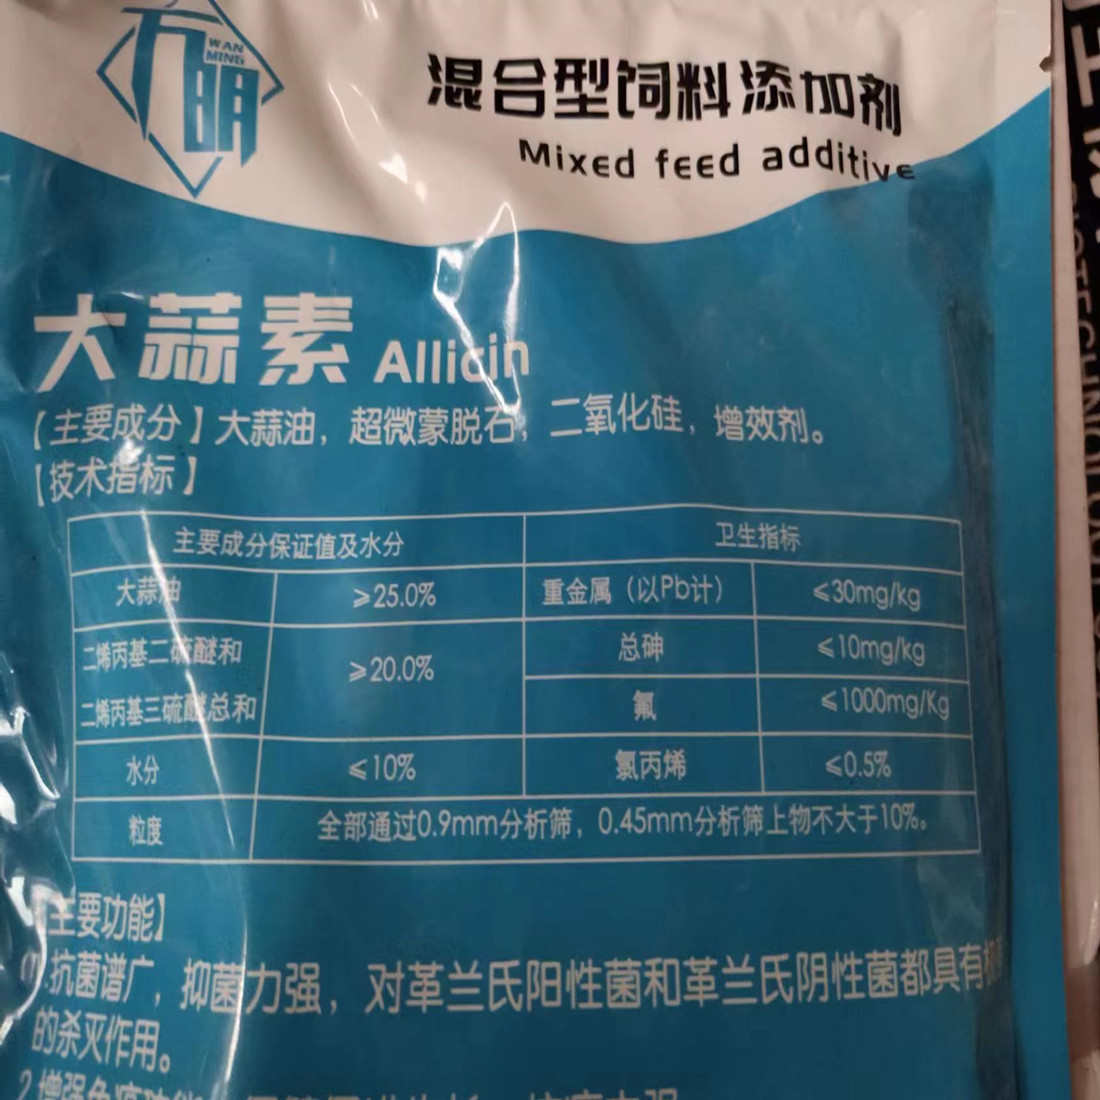 万明
WAN
MING
混合型饲料添加剂
Mixed feed additive
大蒜素 Allicin
【主要成分】大蒜油，超微蒙脱石，二氧化硅，增效剂。
【技术指标】
主要成分保证值及水分 卫生指标
大蒜油 ≥25.0% 重金属（以Pb计） ≤30mg/kg
二烯丙基二硫醚和
二烯丙基三硫醚总和 ≥20.0%
总砷 ≤10mg/kg
氟 ≤1000mg/Kg
水分 ≤10% 氯丙烯 ≤0.5%
粒度 全部通过0.9mm分析筛，0.45mm分析筛上物不大于10%。
【主要功能】
.抗菌谱广，抑菌力强，对革兰氏阳性菌和革兰氏阴性菌都具有
的杀灭作用。
2.增强免疫